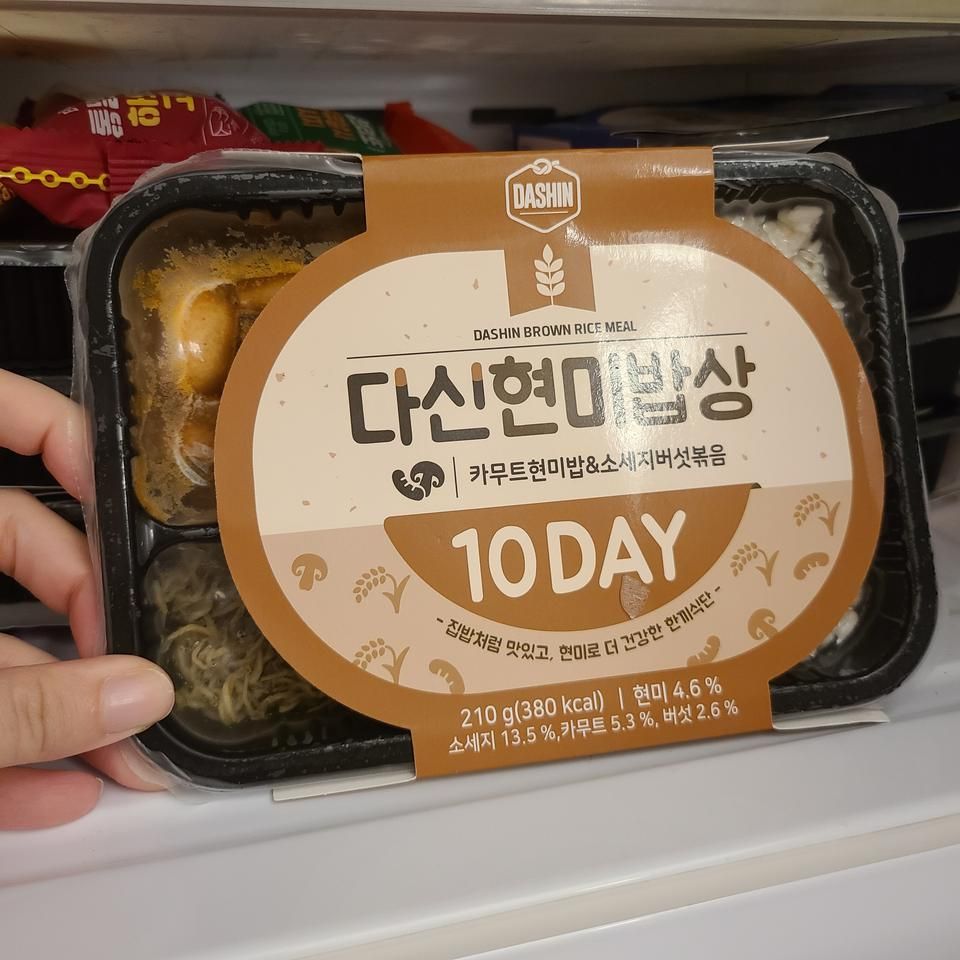 DASHIN
DASHIN BROWN RICE MEAL
다신현미밥상
카무트현미밥&소세지버섯볶음
10 DAY
- 집밥처럼 맛있고, 현미로 더 건강한 한끼식단 -
210 g(380 kcal) | 현미 4.6 %
소세지 13.5 %,카무트 5.3 %, 버섯 2.6 %